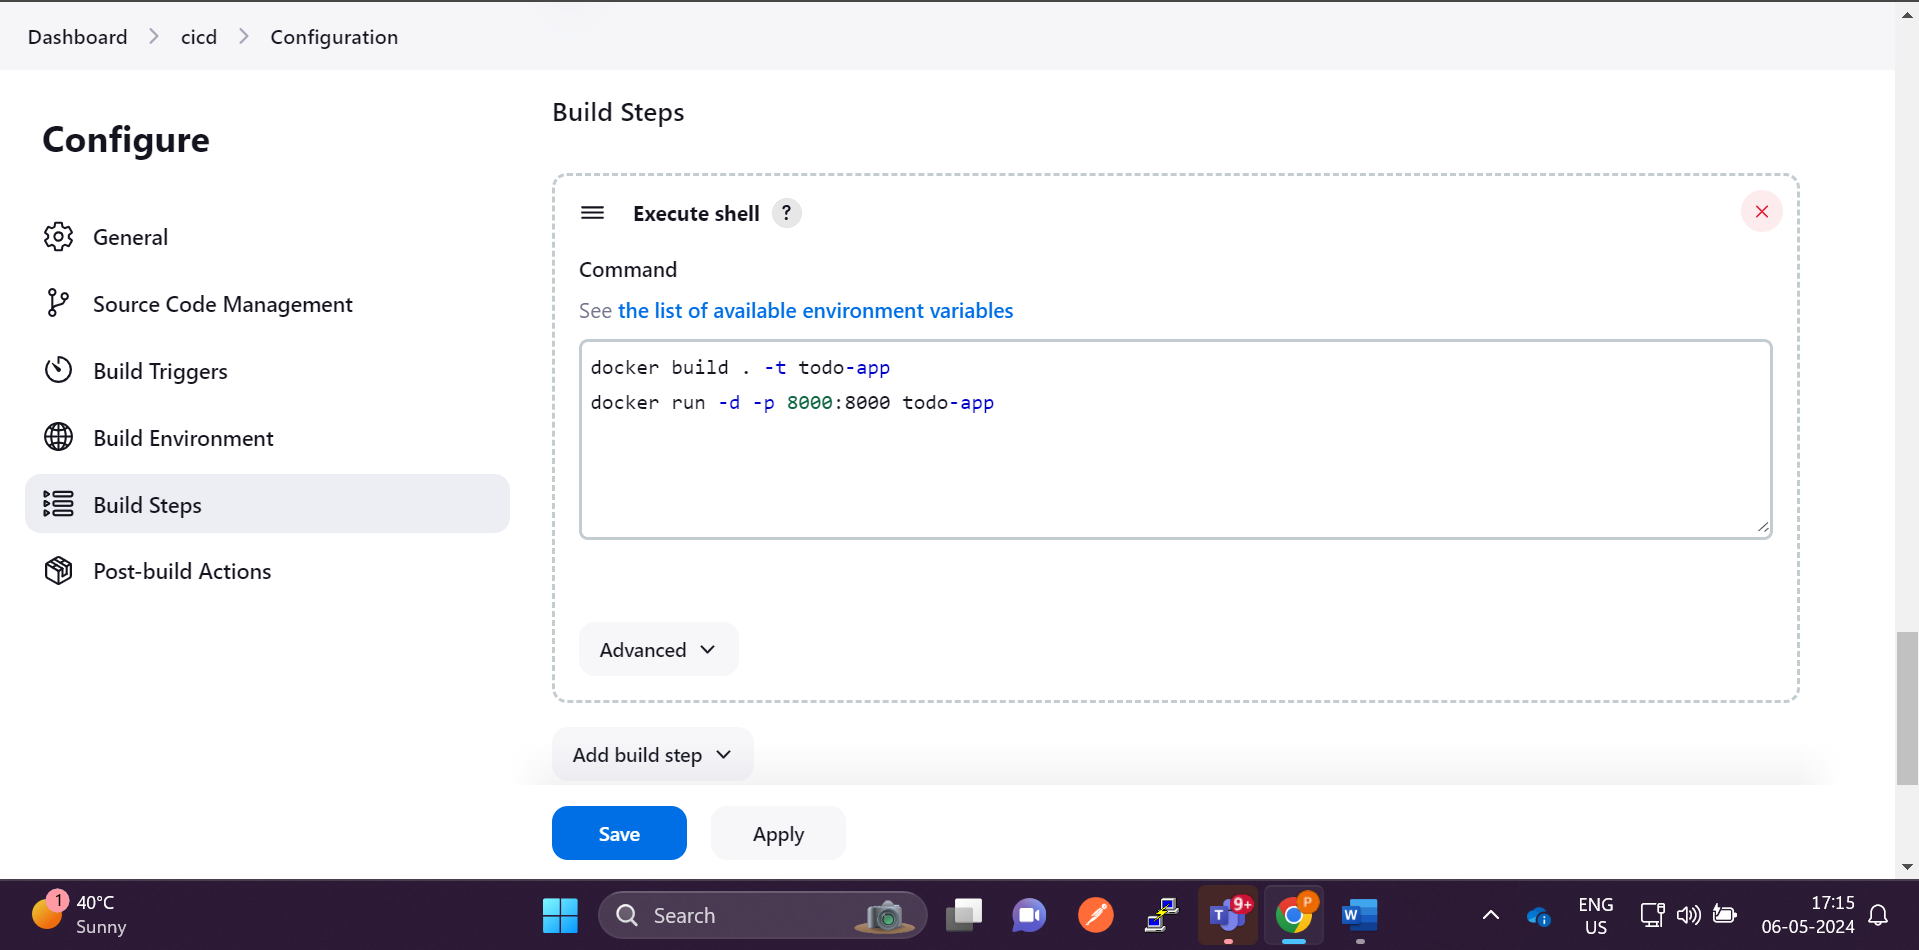 Dashboard > cicd > Configuration
Configure
General
Source Code Management
Build Triggers
Build Environment
Build Steps
Post-build Actions
Build Steps
Execute shell ?
Command
See the list of available environment variables
docker build . -t todo-app
docker run -d -p 8000:8000 todo-app
Advanced
Add build step
Save
Apply
1
40°C
Sunny
Search
T
9+
P
W
ENG
US
17:15
06-05-2024